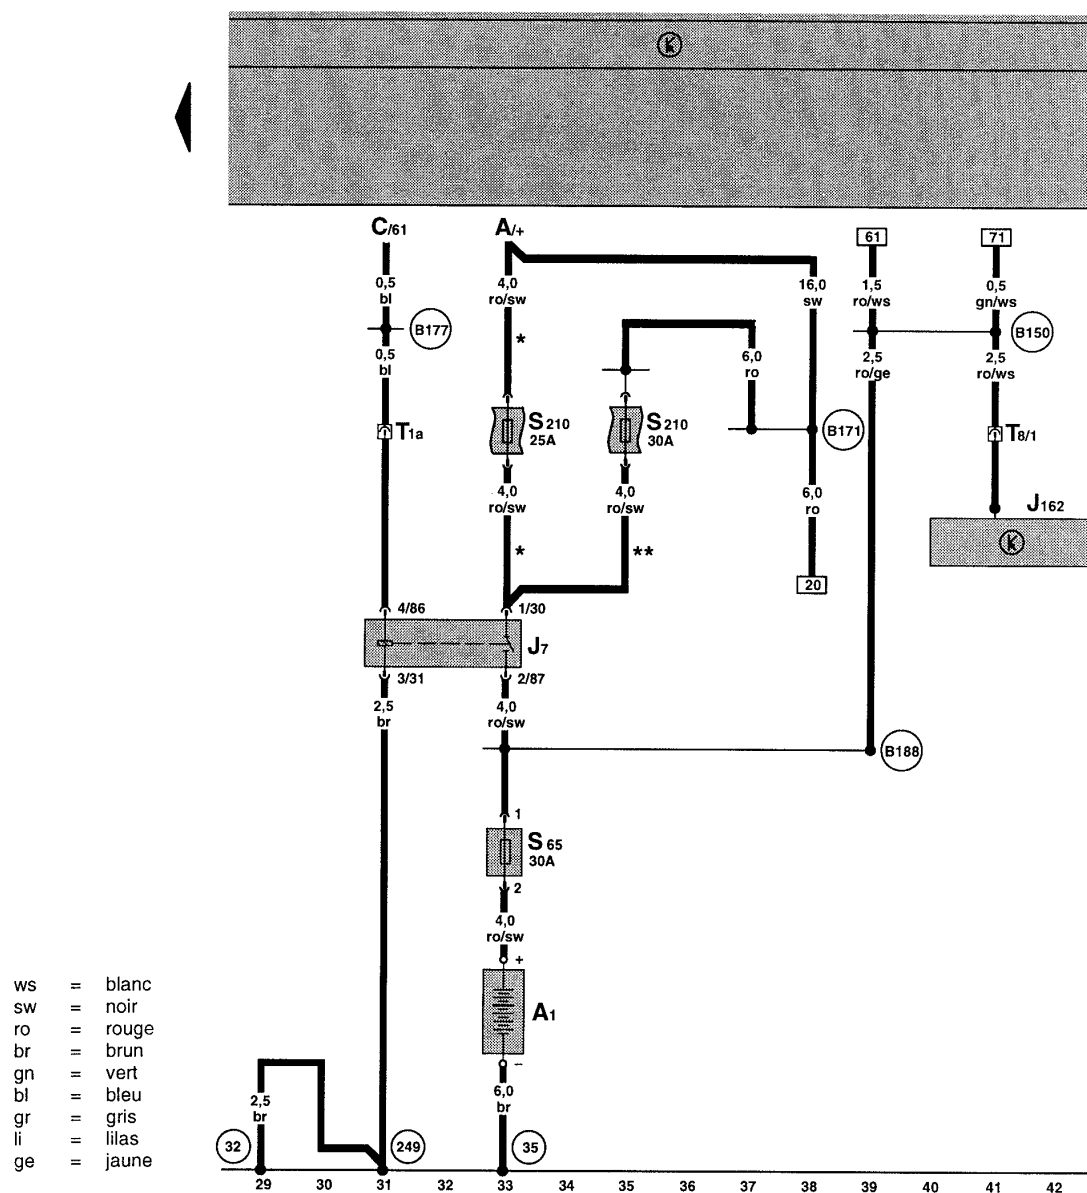 C/61
A/+
61
71
0,5
bl
4,0
ro/sw
16,0
sw
1,5
ro/ws
0,5
gn/ws
B177
*
B150
0,5
bl
6,0
ro
2,5
ro/ge
2,5
ro/ws
T1a
S210
25A
S210
30A
B171
T8/1
4,0
ro/sw
4,0
ro/sw
6,0
ro
J162
*
**
20
4/86
1/30
J7
3/31
2/87
2,5
br
4,0
ro/sw
B188
1
S65
30A
2
4,0
ro/sw
+
A1
–
ws = blanc
sw = noir
ro = rouge
br = brun
gn = vert
bl = bleu
gr = gris
li = lilas
ge = jaune
2,5
br
6,0
br
32
249
35
29 30 31 32 33 34 35 36 37 38 39 40 41 42